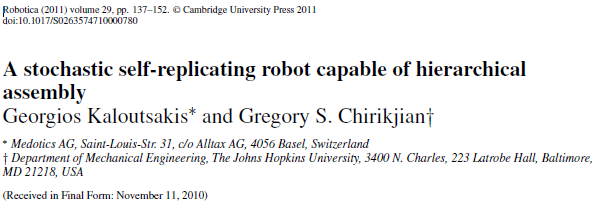 Robotica (2011) volume 29, pp. 137–152. © Cambridge University Press 2011
doi:10.1017/S0263574710000780
A stochastic self-replicating robot capable of hierarchical
assembly
Georgios Kaloutsakis* and Gregory S. Chirikjian†
* Medotics AG, Saint-Louis-Str. 31, c/o Alltax AG, 4056 Basel, Switzerland
† Department of Mechanical Engineering, The Johns Hopkins University, 3400 N. Charles, 223 Latrobe Hall, Baltimore,
MD 21218, USA
(Received in Final Form: November 11, 2010)